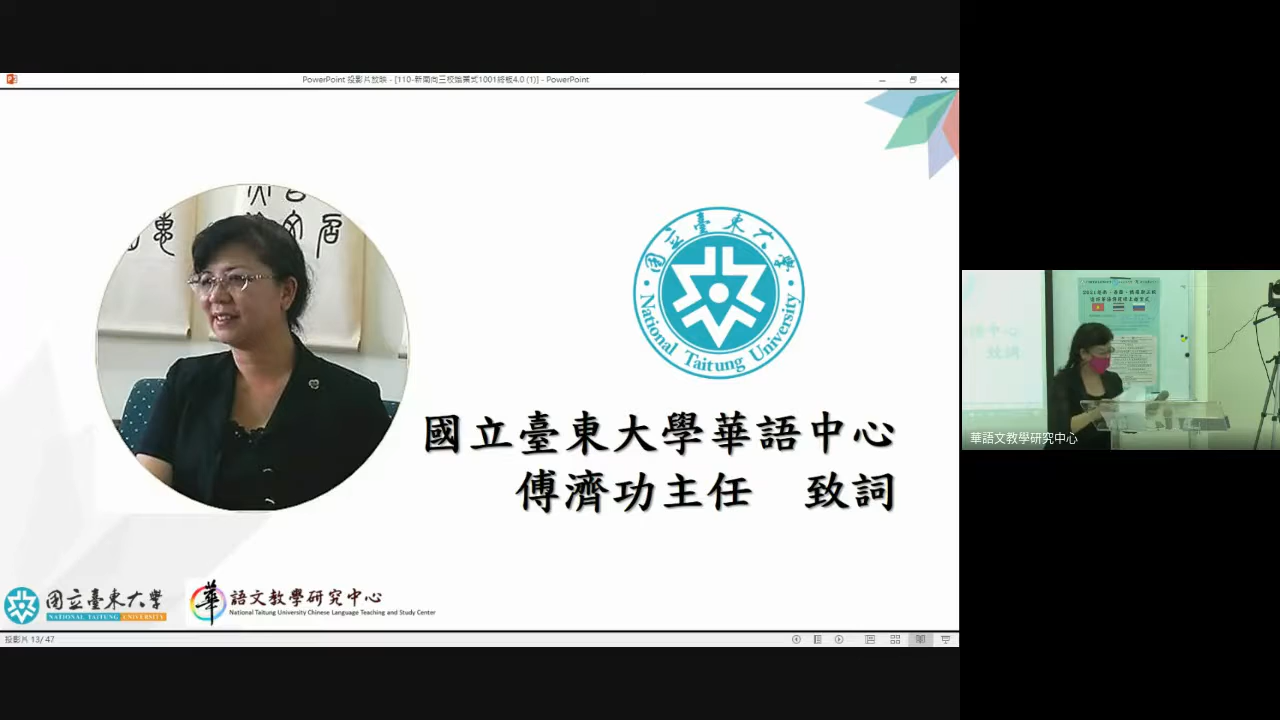 PowerPoint 投影片放映 - [110-新南向三校始業式1001終板4.0 (1)] - PowerPoint
國立臺東大學
National Taitung University
國立臺東大學華語中心
傅濟功主任 致詞
國立臺東大學
NATIONAL TAITUNG UNIVERSITY
華語文教學研究中心
National Taitung University Chinese Language Teaching and Study Center
投影片 13/ 47
華語文教學研究中心